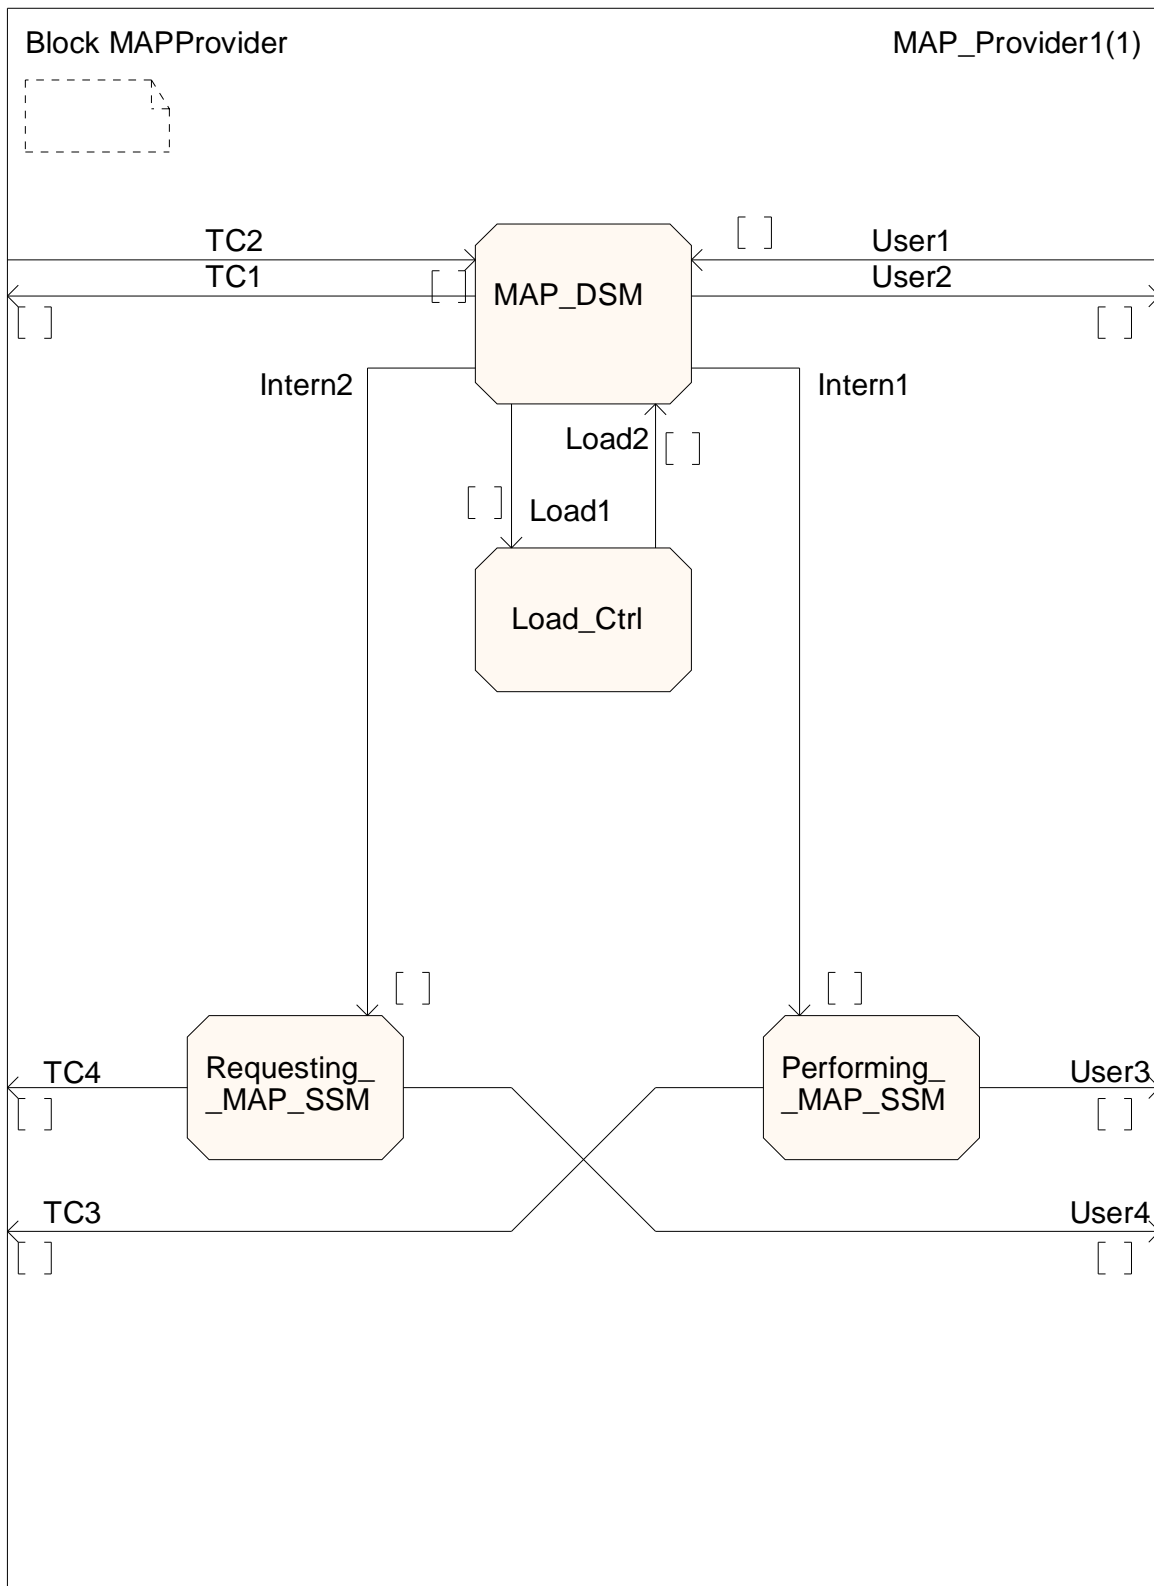 Block MAPProvider
MAP_Provider1(1)
TC2
[ ]
User1
TC1
[ ]
MAP_DSM
User2
[ ]
[ ]
Intern2
Intern1
Load2
[ ]
[ ]
Load1
Load_Ctrl
[ ]
[ ]
TC4
Requesting_
_MAP_SSM
Performing_
_MAP_SSM
User3
[ ]
[ ]
TC3
User4
[ ]
[ ]